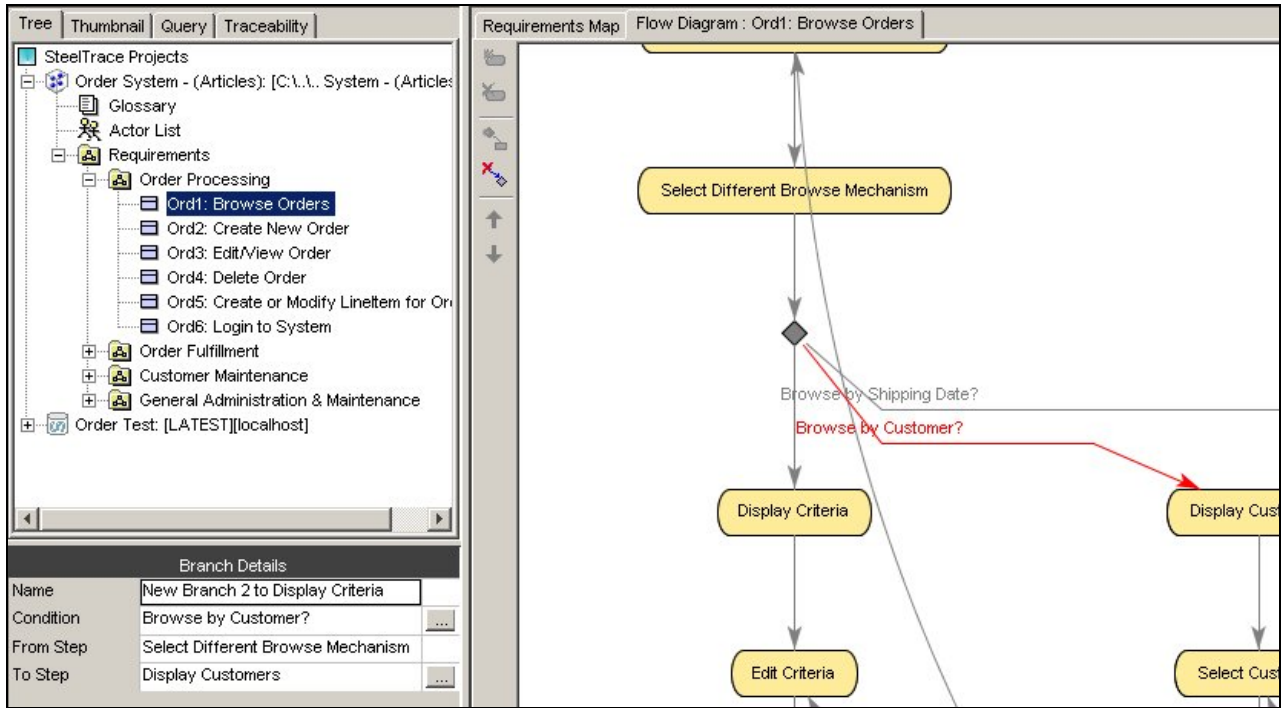 Tree Thumbnail Query Traceability
SteelTrace Projects
Order System - (Articles): [C:\..\.. System - (Articles
Glossary
Actor List
Requirements
Order Processing
Ord1: Browse Orders
Ord2: Create New Order
Ord3: Edit/View Order
Ord4: Delete Order
Ord5: Create or Modify LineItem for Or
Ord6: Login to System
Order Fulfillment
Customer Maintenance
General Administration & Maintenance
Order Test: [LATEST][localhost]
Branch Details
Name New Branch 2 to Display Criteria
Condition Browse by Customer? ...
From Step Select Different Browse Mechanism
To Step Display Customers ...
Requirements Map Flow Diagram : Ord1: Browse Orders
Select Different Browse Mechanism
Browse by Shipping Date?
Browse by Customer?
Display Criteria
Display Cust
Edit Criteria
Select Cust